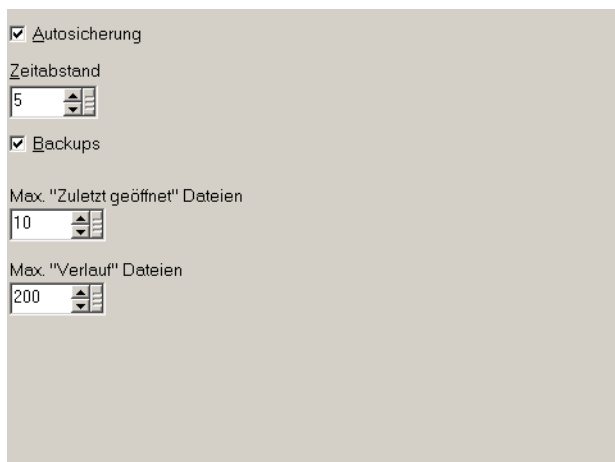 Autosicherung
Zeitabstand
5
Backups
Max. "Zuletzt geöffnet" Dateien
10
Max. "Verlauf" Dateien
200